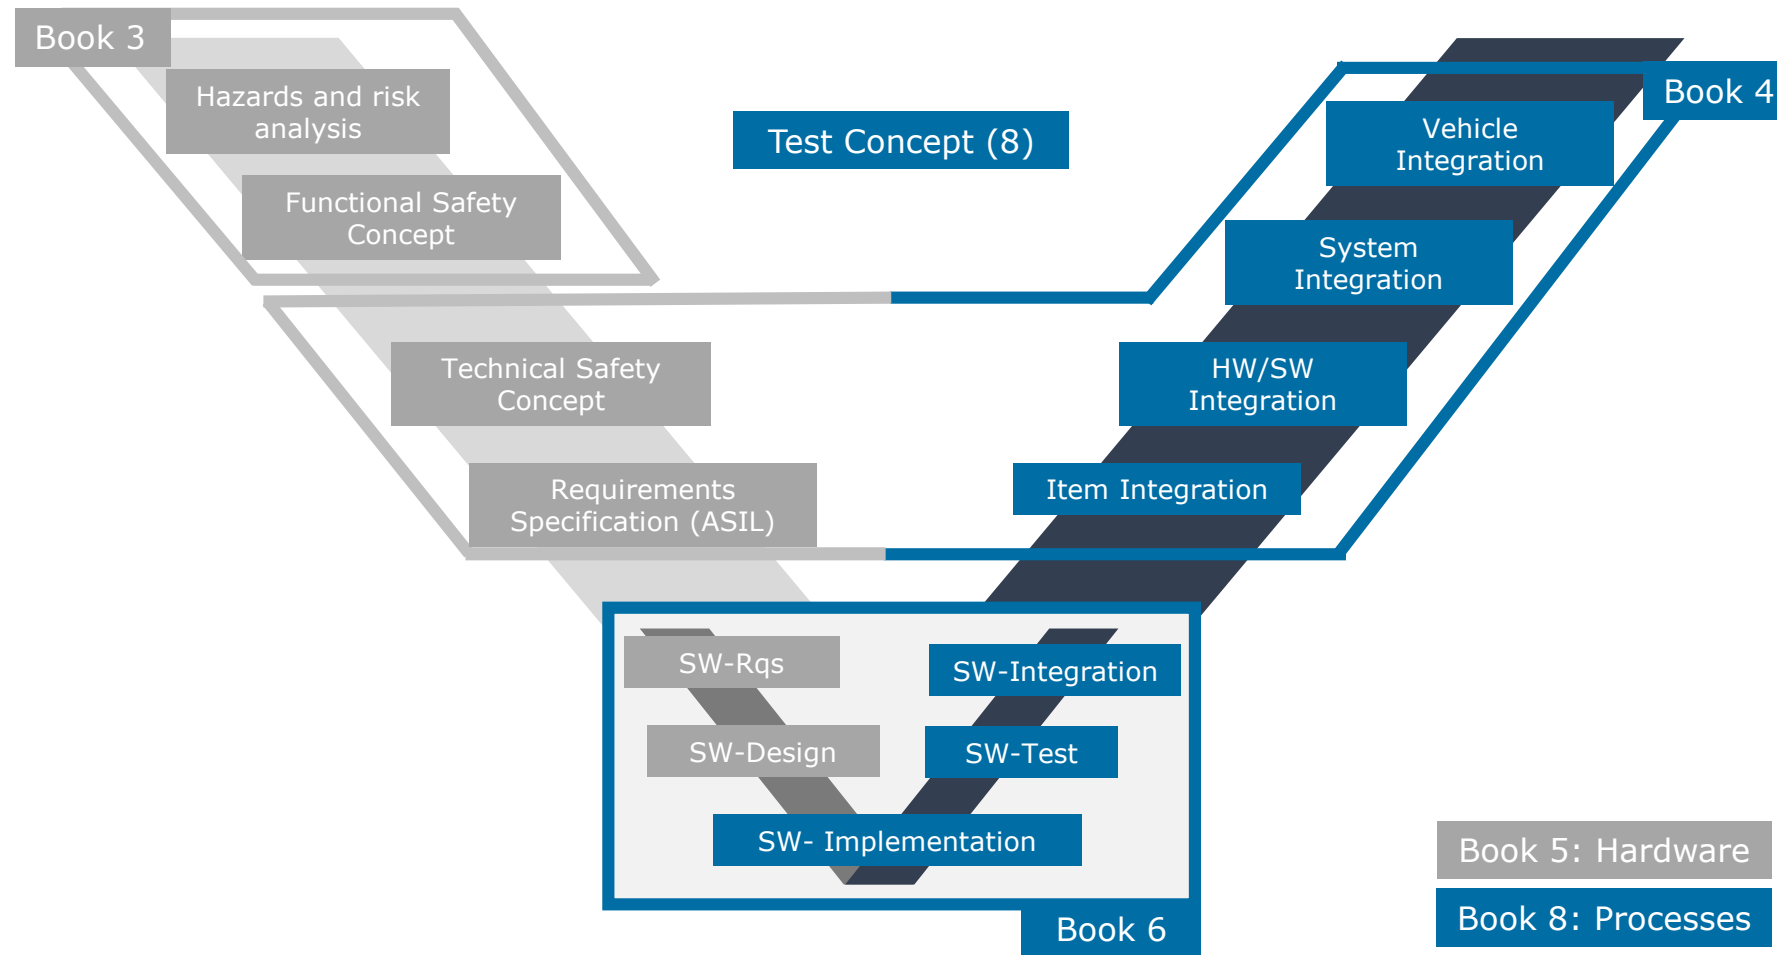 Book 3
Hazards and risk
analysis
Functional Safety
Concept
Technical Safety
Concept
Requirements
Specification (ASIL)
Test Concept (8)
Book 4
Vehicle
Integration
System
Integration
HW/SW
Integration
Item Integration
SW-Rqs
SW-Design
SW- Implementation
SW-Integration
SW-Test
Book 6
Book 5: Hardware
Book 8: Processes